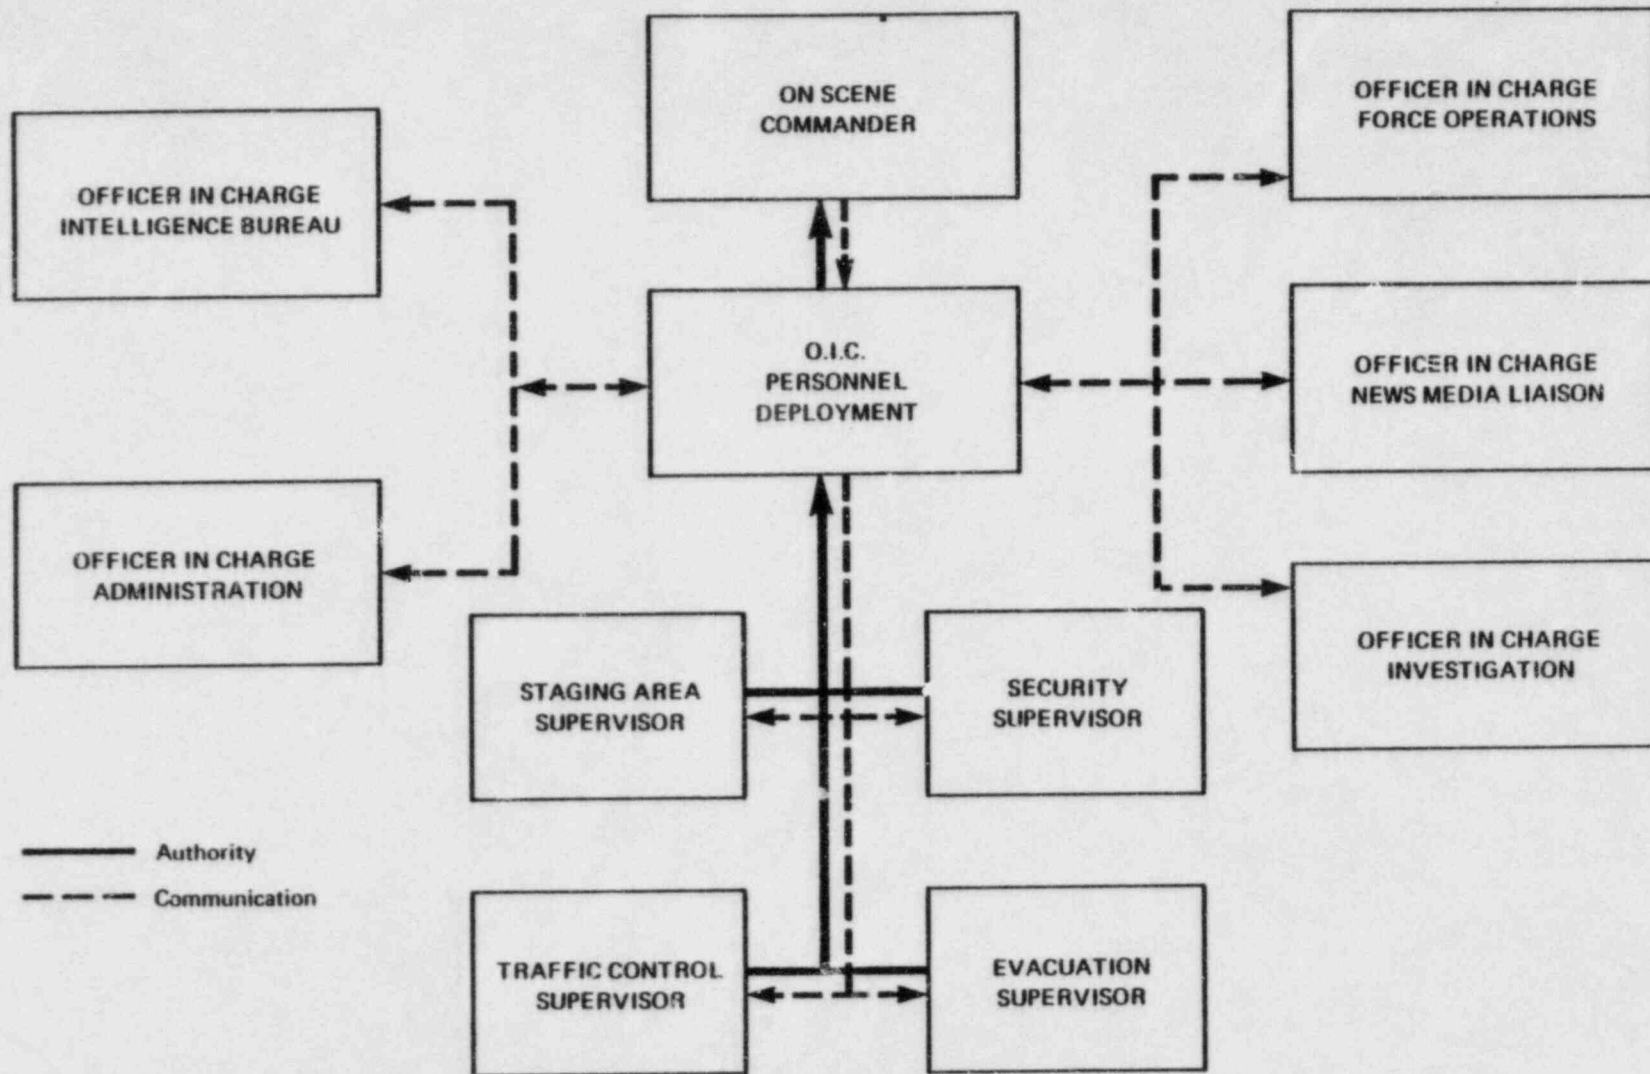 ON SCENE
COMMANDER
OFFICER IN CHARGE
FORCE OPERATIONS
OFFICER IN CHARGE
INTELLIGENCE BUREAU
O.I.C.
PERSONNEL
DEPLOYMENT
OFFICER IN CHARGE
NEWS MEDIA LIAISON
OFFICER IN CHARGE
ADMINISTRATION
STAGING AREA
SUPERVISOR
SECURITY
SUPERVISOR
OFFICER IN CHARGE
INVESTIGATION
Authority
Communication
TRAFFIC CONTROL
SUPERVISOR
EVACUATION
SUPERVISOR